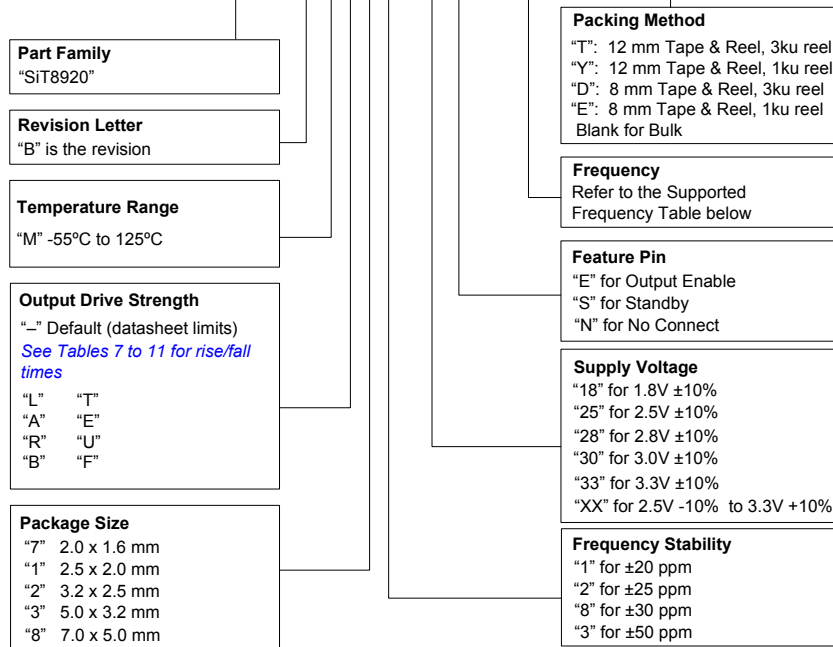 Part Family
“SiT8920”
Revision Letter
“B” is the revision
Temperature Range
“M” -55ºC to 125ºC
Output Drive Strength
“–” Default (datasheet limits)
See Tables 7 to 11 for rise/fall
times
“L” “T”
“A” “E”
“R” “U”
“B” “F”
Package Size
“7” 2.0 x 1.6 mm
“1” 2.5 x 2.0 mm
“2” 3.2 x 2.5 mm
“3” 5.0 x 3.2 mm
“8” 7.0 x 5.0 mm
Packing Method
“T”: 12 mm Tape & Reel, 3ku reel
“Y”: 12 mm Tape & Reel, 1ku reel
“D”: 8 mm Tape & Reel, 3ku reel
“E”: 8 mm Tape & Reel, 1ku reel
Blank for Bulk
Frequency
Refer to the Supported
Frequency Table below
Feature Pin
“E” for Output Enable
“S” for Standby
“N” for No Connect
Supply Voltage
“18” for 1.8V ±10%
“25” for 2.5V ±10%
“28” for 2.8V ±10%
“30” for 3.0V ±10%
“33” for 3.3V ±10%
“XX” for 2.5V -10% to 3.3V +10%
Frequency Stability
“1” for ±20 ppm
“2” for ±25 ppm
“8” for ±30 ppm
“3” for ±50 ppm